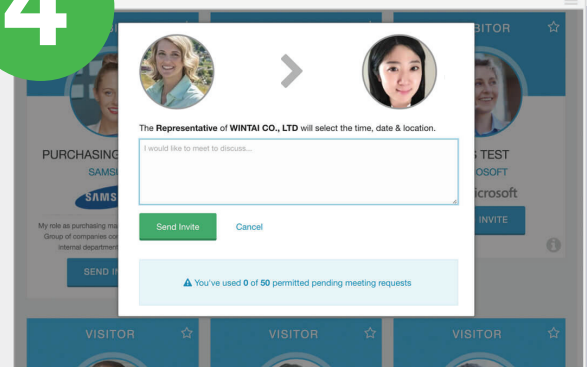 4
VISITOR
The Representative of WINTAI CO., LTD will select the time, date & location.
I would like to meet to discuss...
Send Invite
Cancel
You've used 0 of 50 permitted pending meeting requests
PURCHASING
SAMS
SAMS
My role as purchasing ma
Group of companies co
internal department
SEND IN
TEST
OSOFT
icrosoft
INVITE
VISITOR
VISITOR
VISITOR